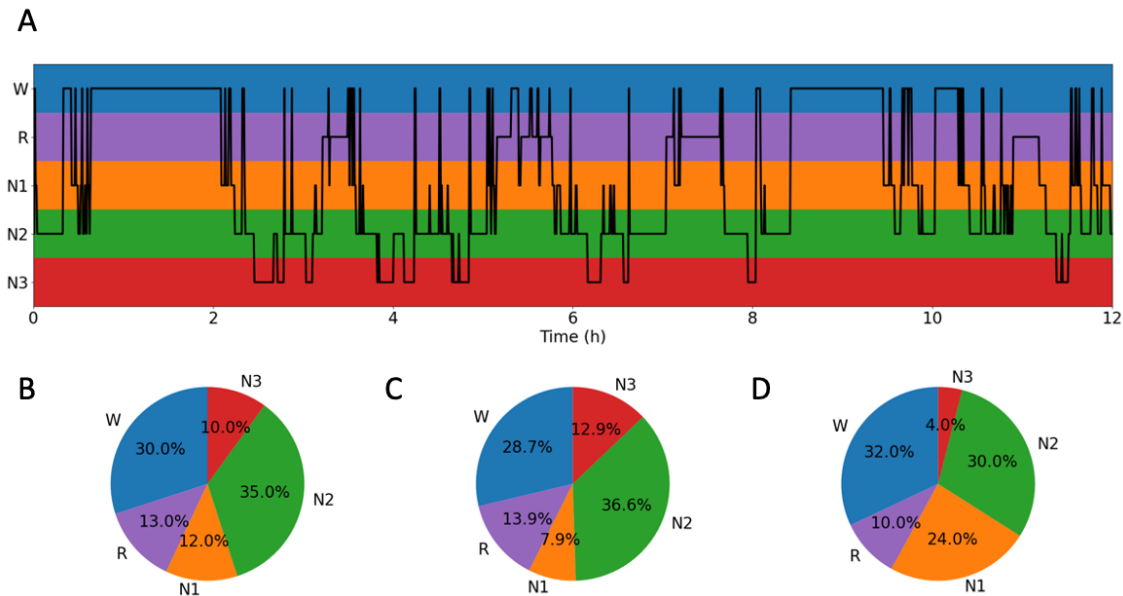 A
W
R
N1
N2
N3
0 2 4 6 8 10 12
Time (h)
B
N3
W
10.0%
30.0%
35.0%
N2
13.0%
12.0%
R
N1
C
N3
W
12.9%
28.7%
36.6%
N2
13.9%
7.9%
R
N1
D
N3
W
4.0%
N2
32.0%
30.0%
10.0%
24.0%
R
N1